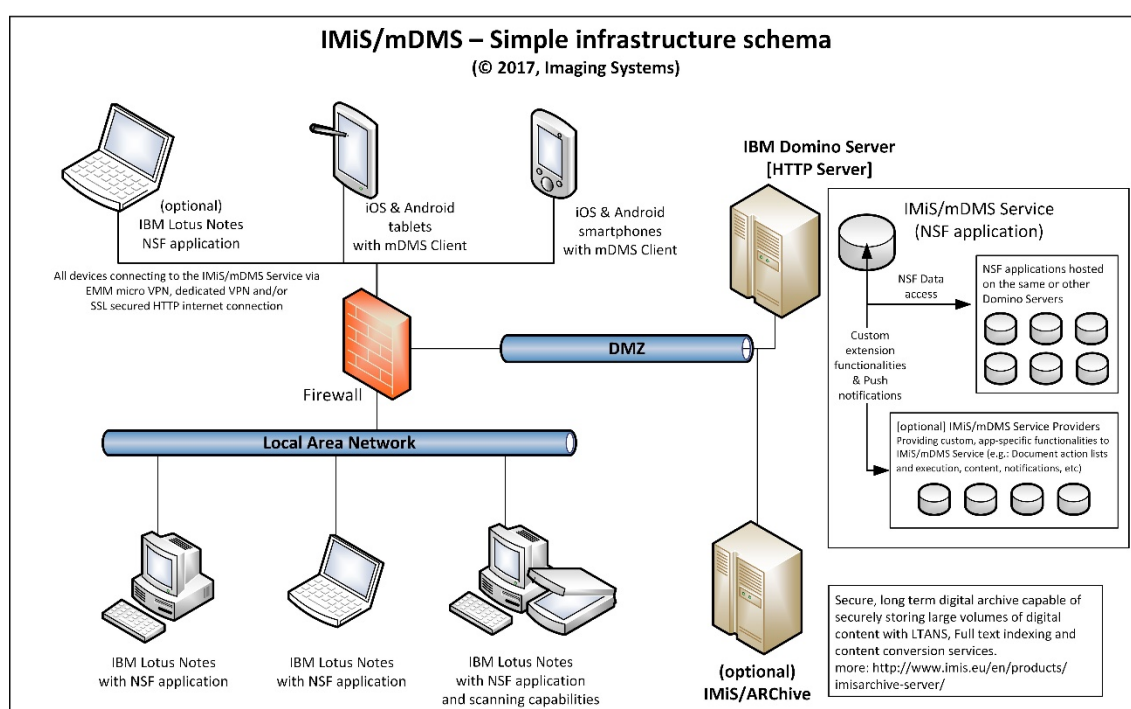 IMiS/mDMS – Simple infrastructure schema
(© 2017, Imaging Systems)
(optional)
IBM Lotus Notes
NSF application
iOS & Android
tablets
with mDMS Client
iOS & Android
smartphones
with mDMS Client
All devices connecting to the IMiS/mDMS Service via
EMM micro VPN, dedicated VPN and/or
SSL secured HTTP internet connection
IBM Domino Server
[HTTP Server]
IMiS/mDMS Service
(NSF application)
NSF Data
access
NSF applications hosted
on the same or other
Domino Servers
Custom
extension
functionalities
& Push
notifications
[optional] IMiS/mDMS Service Providers
Providing custom, app-specific functionalities to
IMiS/mDMS Service (e.g.: Document action lists
and execution, content, notifications, etc)
DMZ
Firewall
Local Area Network
IBM Lotus Notes
with NSF application
IBM Lotus Notes
with NSF application
IBM Lotus Notes
with NSF application
and scanning capabilities
(optional)
IMiS/ARChive
Secure, long term digital archive capable of
securely storing large volumes of digital
content with LTANS, Full text indexing and
content conversion services.
more: http://www.imis.eu/en/products/
imisarchive-server/